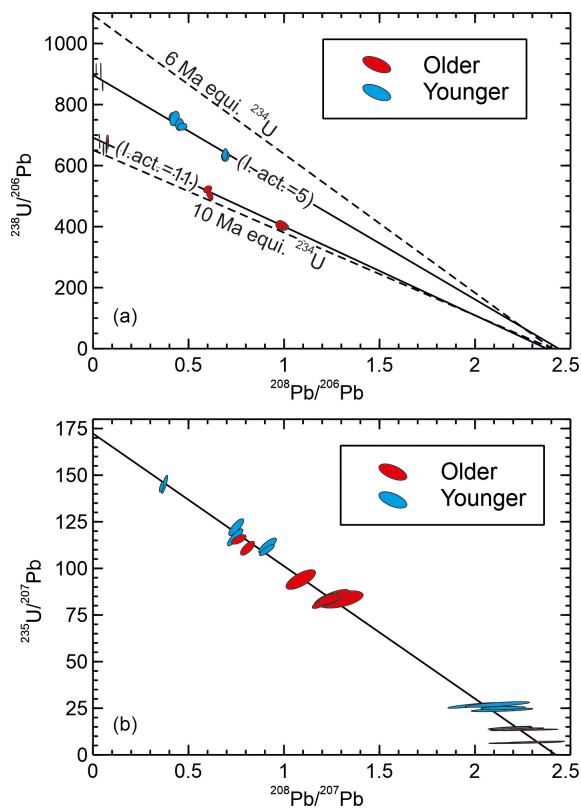 1000
800
600
400
200
0
0
0.5
1.0
1.5
2
2.5
²³⁸U/²⁰⁶Pb
²⁰⁸Pb/²⁰⁶Pb
Older
Younger
6 Ma equi. ²³⁴U
(I. act.=5)
(I. act.=11)
10 Ma equi. ²³⁴U
(a)
175
150
125
100
75
50
25
0
0
0.5
1
1.5
2
2.5
²³⁵U/²⁰⁷Pb
²⁰⁸Pb/²⁰⁷Pb
Older
Younger
(b)